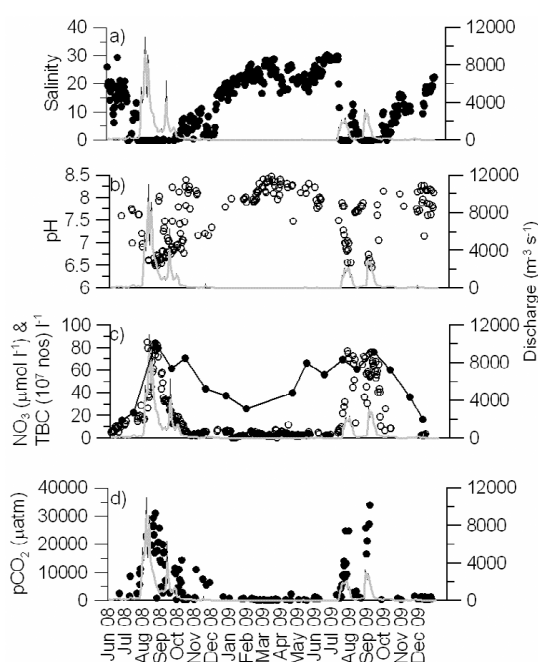 a)
Salinity
40
30
20
10
0
12000
8000
4000
0
b)
pH
8.5
8
7.5
7
6.5
6
12000
8000
4000
0
Discharge (m-3 s-1)
c)
NO3 (μmol l-1) &
TBC (10^7 nos) l-1
100
80
60
40
20
0
12000
8000
4000
0
d)
pCO2 (μatm)
40000
30000
20000
10000
0
12000
8000
4000
0
Jun 08
Jul 08
Aug 08
Sep 08
Oct 08
Nov 08
Dec 08
Jan 09
Feb 09
Mar 09
Apr 09
May 09
Jun 09
Jul 09
Aug 09
Sep 09
Oct 09
Nov 09
Dec 09